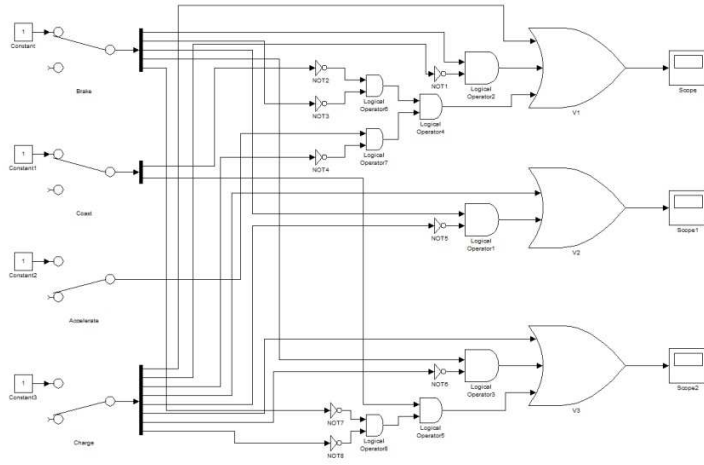 1
Constant
Brake
1
Constant1
Coast
1
Constant2
Accelerate
1
Constant3
Charge
NOT2
NOT3
Logical
Operator6
NOT1
Logical
Operator2
Logical
Operator4
NOT4
Logical
Operator7
V1
Scope
NOT5
Logical
Operator1
V2
Scope1
NOT6
Logical
Operator3
V3
Scope2
NOT7
NOT8
Logical
Operator8
Logical
Operator5